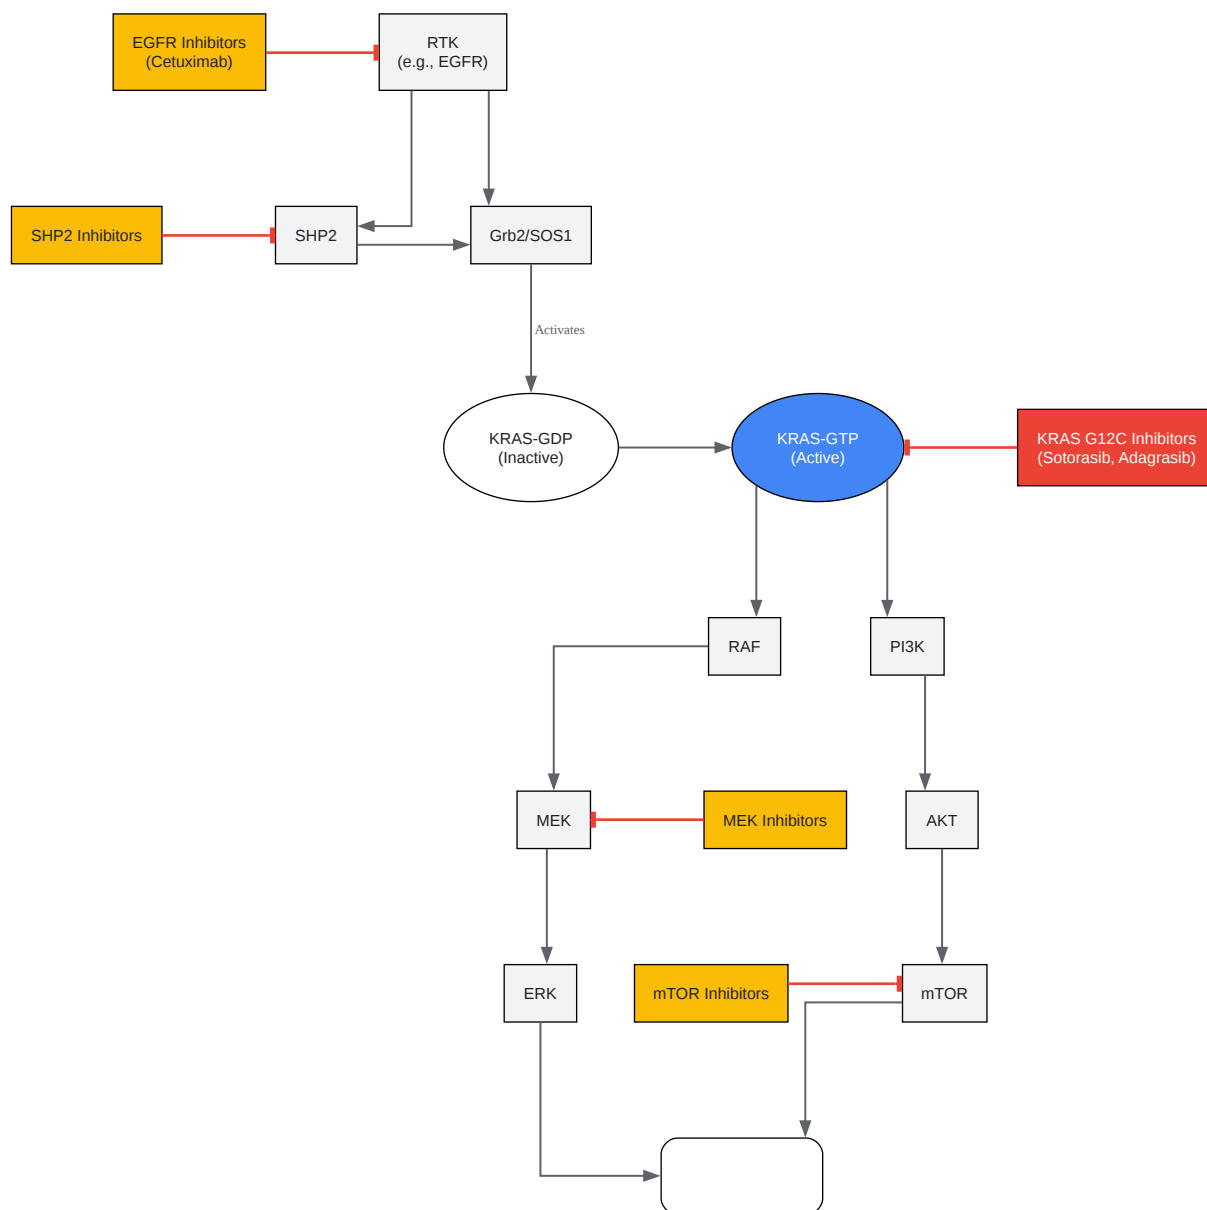 EGFR Inhibitors
(Cetuximab)
RTK
(e.g., EGFR)
SHP2 Inhibitors
SHP2
Grb2/SOS1
Activates
KRAS-GDP
(Inactive)
KRAS-GTP
(Active)
KRAS G12C Inhibitors
(Sotorasib, Adagrasib)
RAF
PI3K
MEK
MEK Inhibitors
AKT
ERK
mTOR Inhibitors
mTOR